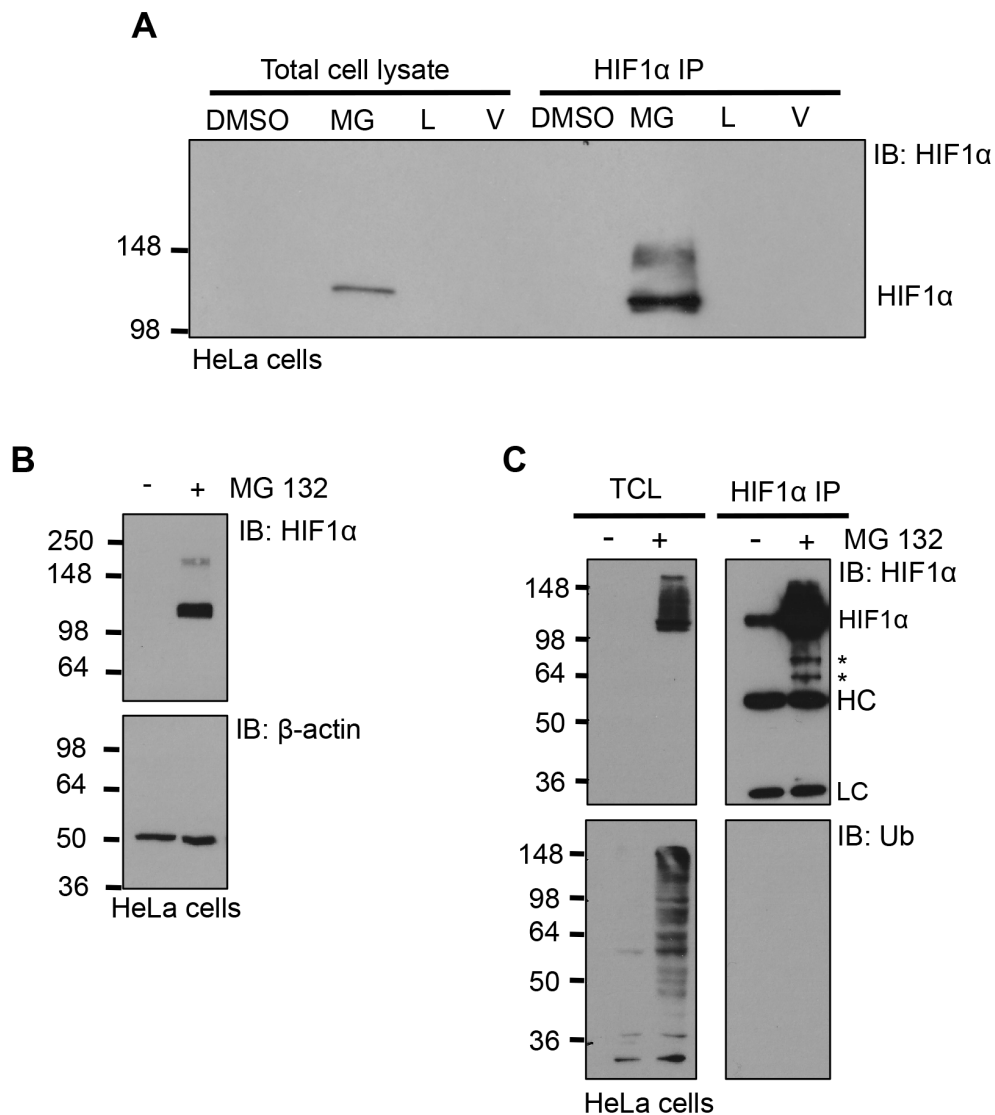 A
Total cell lysate HIF1α IP
DMSO MG L V DMSO MG L V
IB: HIF1α
148
HIF1α
98
HeLa cells
B
- + MG 132
IB: HIF1α
250
148
98
64
IB: β-actin
98
64
50
36
HeLa cells
C
TCL HIF1α IP
- + - + MG 132
IB: HIF1α
148
HIF1α
98
*
64 *
HC
50
36
LC
IB: Ub
148
98
64
50
36
HeLa cells